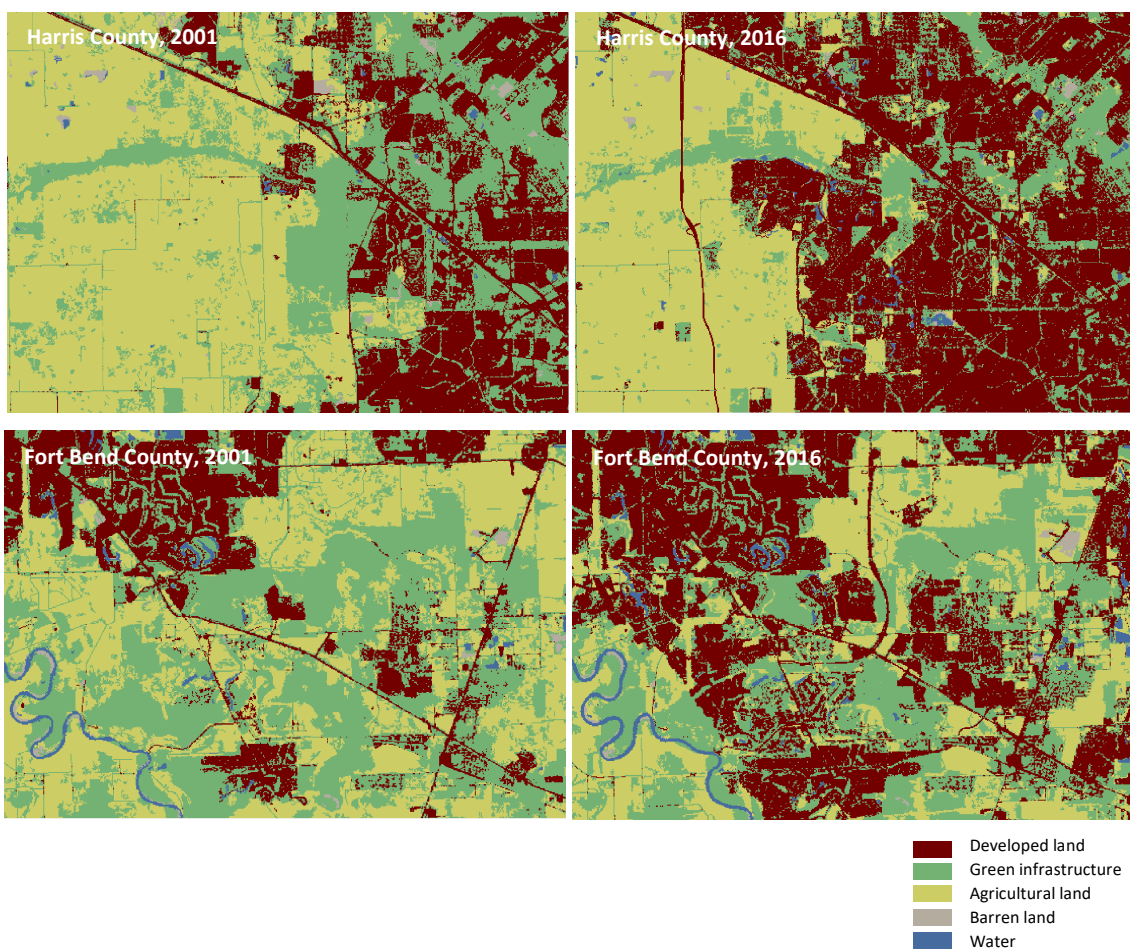 Harris County, 2001
Harris County, 2016
Fort Bend County, 2001
Fort Bend County, 2016
Developed land
Green infrastructure
Agricultural land
Barren land
Water